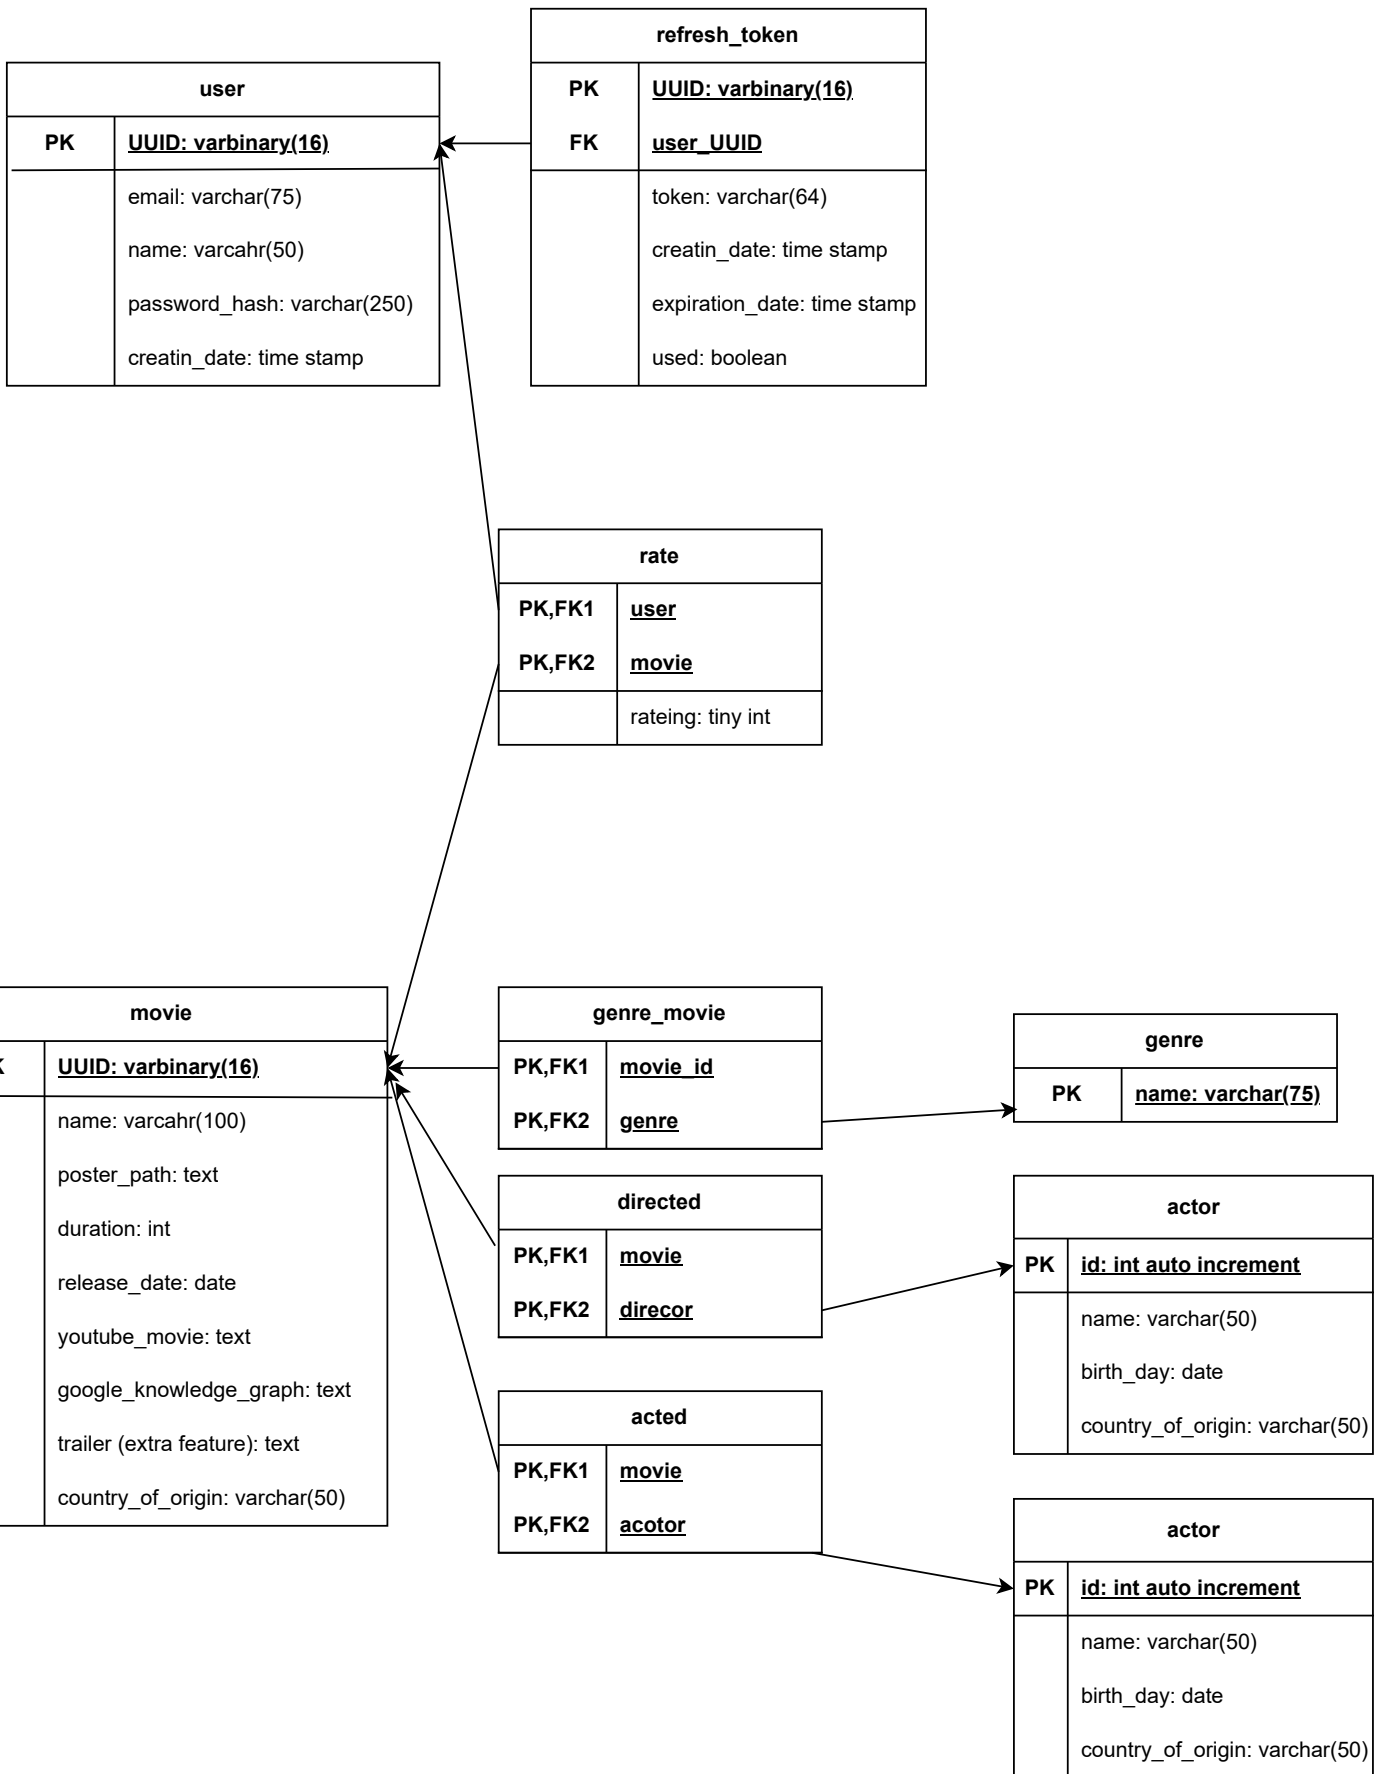 refresh_token
PK UUID: varbinary(16)
FK user_UUID
token: varchar(64)
creatin_date: time stamp
expiration_date: time stamp
used: boolean
user
PK UUID: varbinary(16)
email: varchar(75)
name: varcahr(50)
password_hash: varchar(250)
creatin_date: time stamp
rate
PK,FK1 user
PK,FK2 movie
rateing: tiny int
movie
UUID: varbinary(16)
name: varcahr(100)
poster_path: text
duration: int
release_date: date
youtube_movie: text
google_knowledge_graph: text
trailer (extra feature): text
country_of_origin: varchar(50)
genre_movie
PK,FK1 movie_id
PK,FK2 genre
genre
PK name: varchar(75)
directed
PK,FK1 movie
PK,FK2 direcor
actor
PK id: int auto increment
name: varchar(50)
birth_day: date
country_of_origin: varchar(50)
acted
PK,FK1 movie
PK,FK2 acotor
actor
PK id: int auto increment
name: varchar(50)
birth_day: date
country_of_origin: varchar(50)